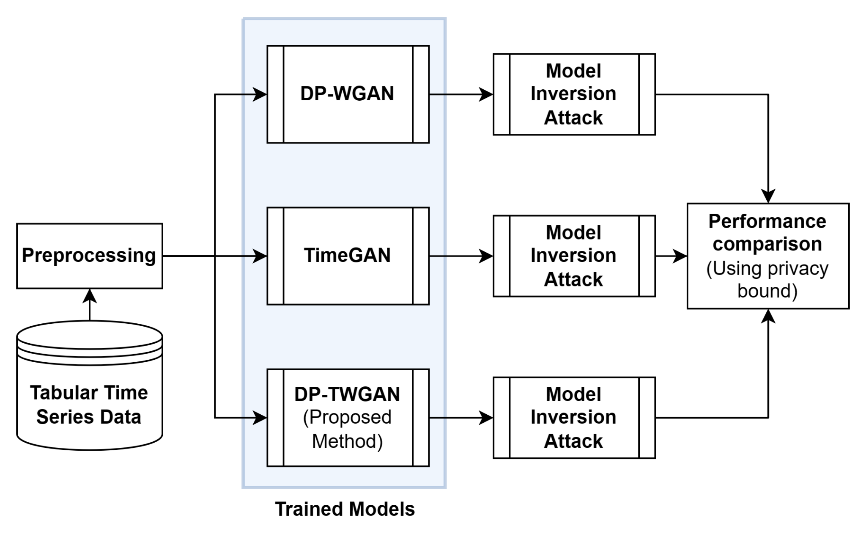 DP-WGAN
Model
Inversion
Attack
Preprocessing
TimeGAN
Model
Inversion
Attack
Performance
comparison
(Using privacy
bound)
Tabular Time
Series Data
DP-TWGAN
(Proposed
Method)
Model
Inversion
Attack
Trained Models